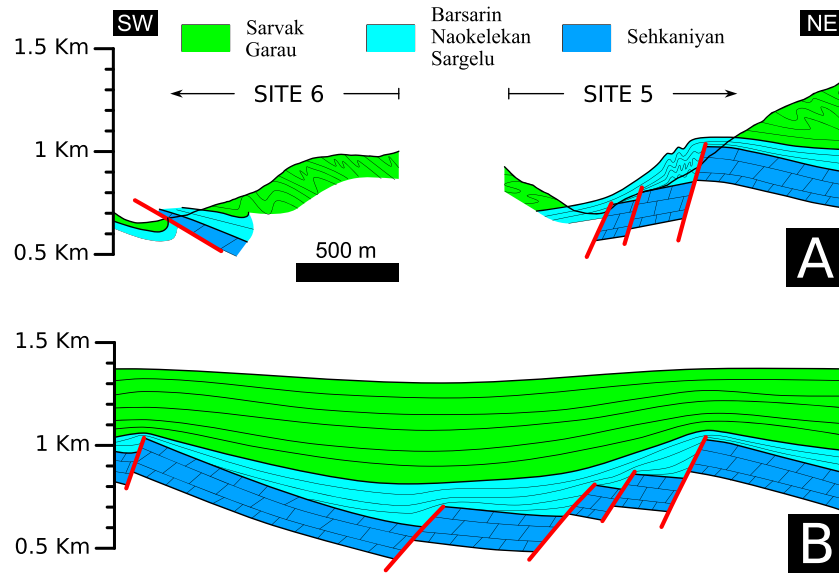 SW
Sarvak
Garau
Barsarin
Naokelekan
Sargelu
Sehkaniyan
NE
1.5 Km
SITE 6
SITE 5
1 Km
0.5 Km
500 m
A
1.5 Km
1 Km
0.5 Km
B